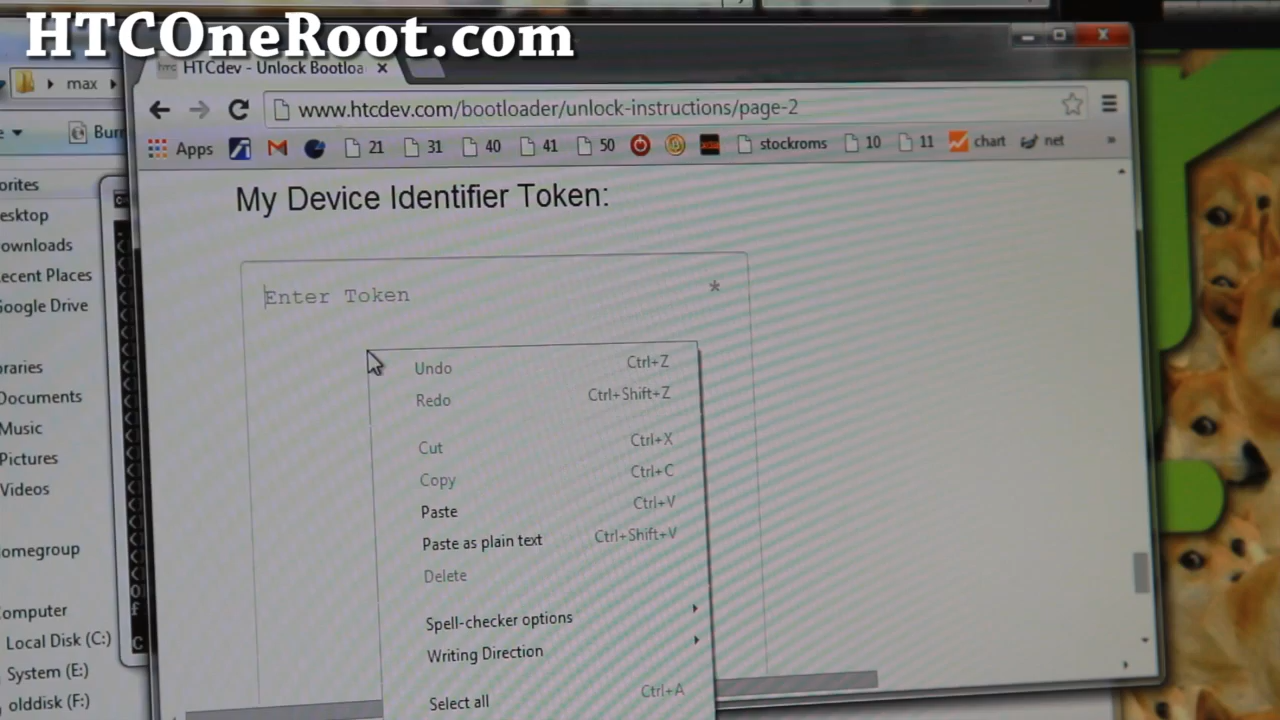 HTCOneRoot.com
HTCdev - Unlock Bootloa
max
www.htcdev.com/bootloader/unlock-instructions/page-2
Apps
21
31
40
41
50
stockroms
10
11
chart
net
»
My Device Identifier Token:
Enter Token
*
Undo Ctrl+Z
Redo Ctrl+Shift+Z
Cut Ctrl+X
Copy Ctrl+C
Paste Ctrl+V
Paste as plain text Ctrl+Shift+V
Delete
Spell-checker options
Writing Direction
Select all Ctrl+A
Burn
orites
esktop
ownloads
ecent Places
Google Drive
raries
Documents
Music
Pictures
Videos
omegroup
omputer
Local Disk (C:)
System (E:)
olddisk (F:)